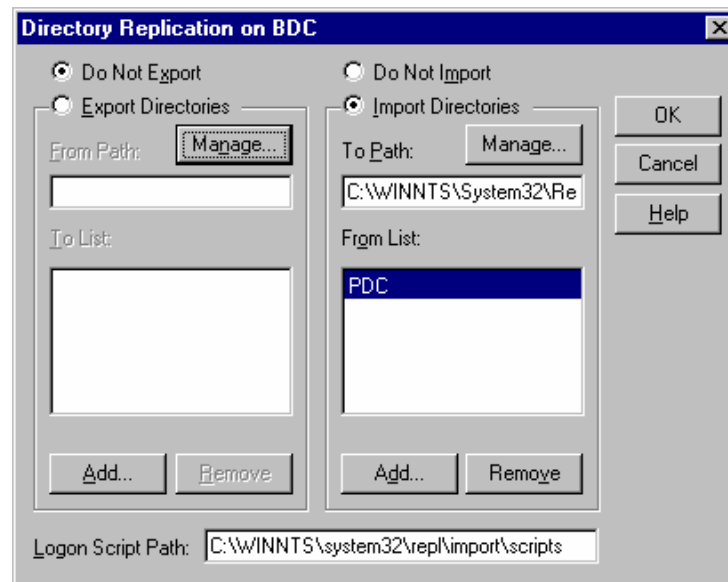 Directory Replication on BDC
Do Not Export
Do Not Import
Export Directories
Import Directories
OK
From Path:
Manage...
To Path:
Manage...
Cancel
C:\WINNTS\System32\Re
Help
To List:
From List:
PDC
Add...
Remove
Add...
Remove
Logon Script Path:
C:\WINNTS\system32\repl\import\scripts